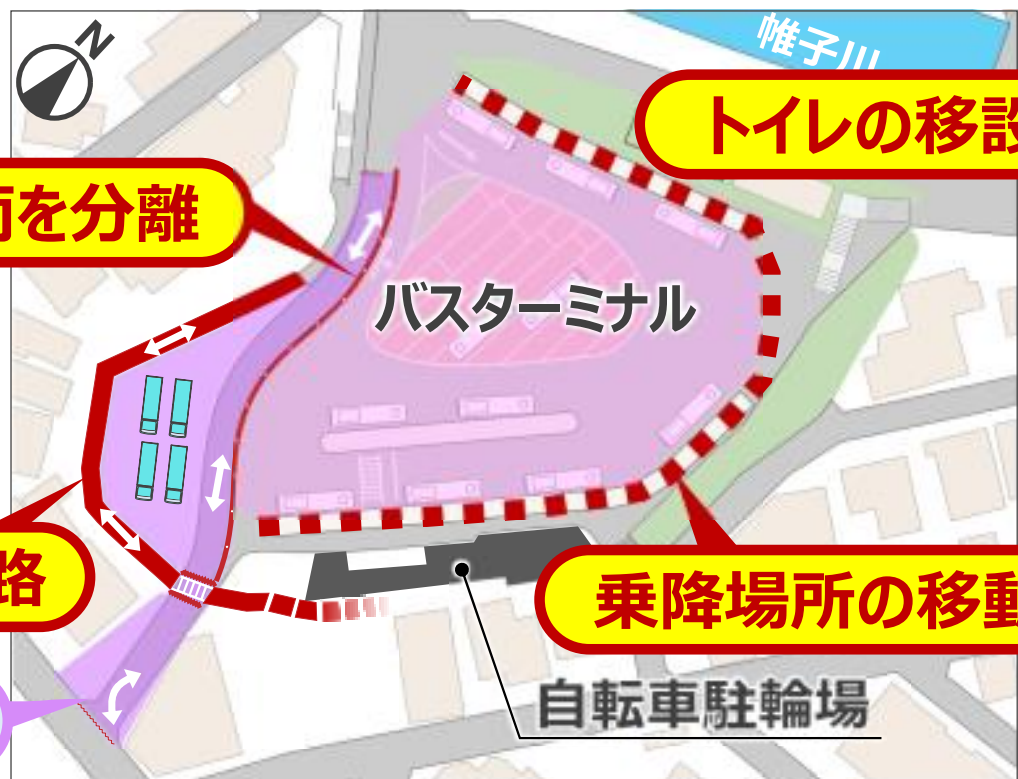 N
帷子川
トイレの移設
を分離
バスターミナル
路
乗降場所の移動
自転車駐輪場